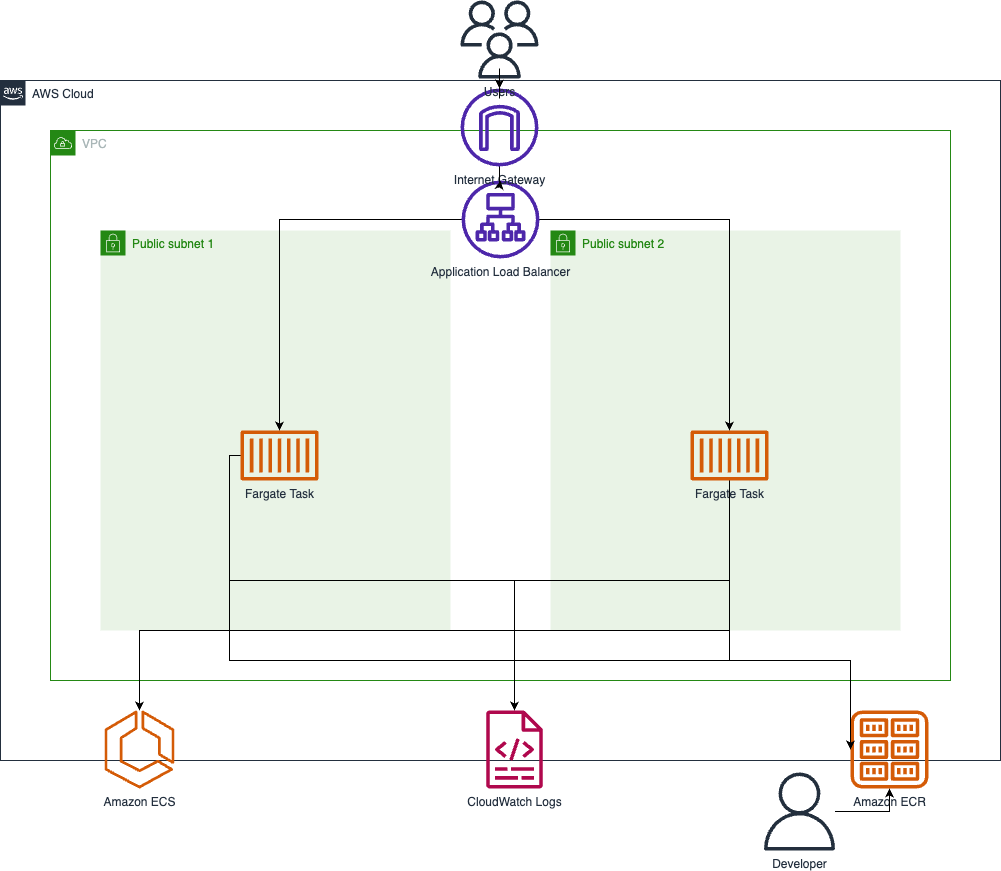 Users
aws
AWS Cloud
VPC
Internet Gateway
Public subnet 1
Public subnet 2
Application Load Balancer
Fargate Task
Fargate Task
Amazon ECS
CloudWatch Logs
Amazon ECR
Developer